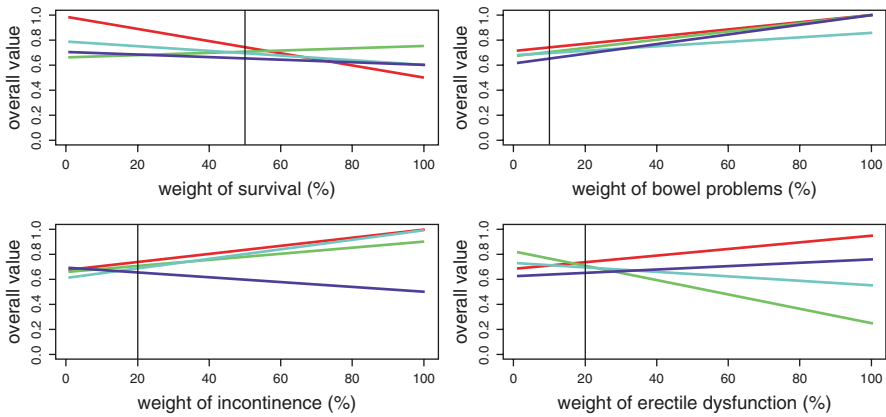 overall value
0.0 0.2 0.4 0.6 0.8 1.0
0 20 40 60 80 100
weight of survival (%)
overall value
0.0 0.2 0.4 0.6 0.8 1.0
0 20 40 60 80 100
weight of bowel problems (%)
overall value
0.0 0.2 0.4 0.6 0.8 1.0
0 20 40 60 80 100
weight of incontinence (%)
overall value
0.0 0.2 0.4 0.6 0.8 1.0
0 20 40 60 80 100
weight of erectile dysfunction (%)